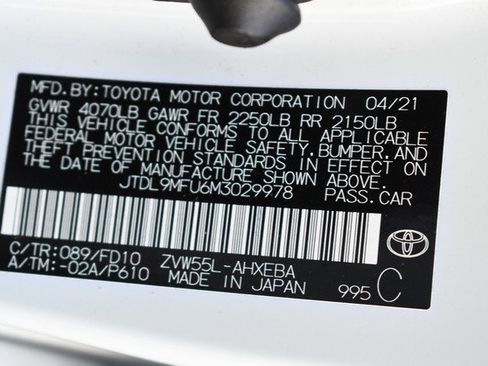 MFD.BY:TOYOTA MOTOR CORPORATION 04/21
GVWR 4070LB GAWR FR 2250LB RR 2150LB
THIS VEHICLE CONFORMS TO ALL APPLICABLE
FEDERAL MOTOR VEHICLE SAFETY,BUMPER,AND
THEFT PREVENTION STANDARDS IN EFFECT ON
THE DATE OF MANUFACTURE SHOWN ABOVE.
JTDL9MFU6M3029978 PASS.CAR
C/TR:089/FD10 ZVW55L-AHXEBA
A/TM:-02A/P610 MADE IN JAPAN 995 C